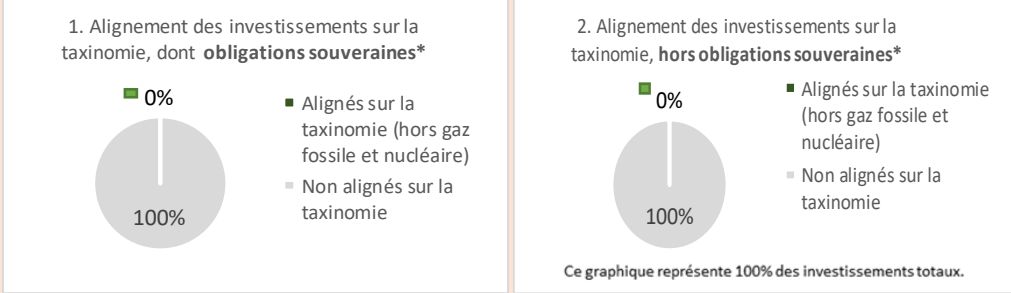 1. Alignement des investissements sur la
taxinomie, dont obligations souveraines*
0%
Alignés sur la
taxinomie (hors gaz
fossile et nucléaire)
Non alignés sur la
taxinomie
100%
2. Alignement des investissements sur la
taxinomie, hors obligations souveraines*
0%
Alignés sur la taxinomie
(hors gaz fossile et
nucléaire)
Non alignés sur la
taxinomie
100%
Ce graphique représente 100% des investissements totaux.